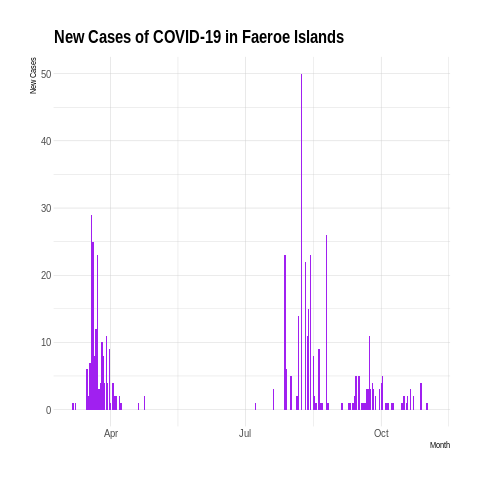 New Cases of COVID-19 in Faeroe Islands
New Cases
50
40
30
20
10
0
Apr
Jul
Oct
Month